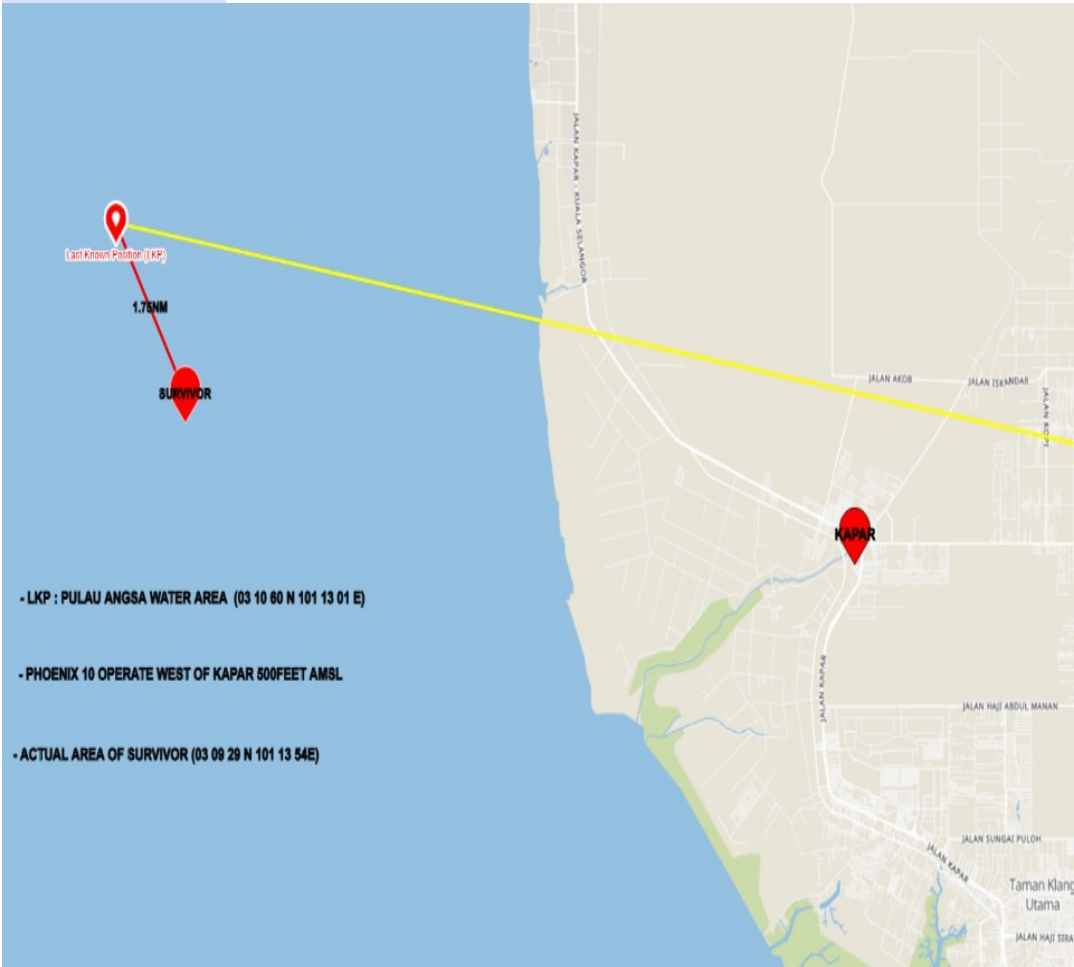 JALAN KAPAR - KUALA SELANGOR
Last Known Position (LKP)
1.75NM
SURVIVOR
JALAN AKOB
JALAN ISKANDAR
KAPAR
- LKP : PULAU ANGSA WATER AREA (03 10 60 N 101 13 01 E)
- PHOENIX 10 OPERATE WEST OF KAPAR 500FEET AMSL
JALAN KAPAR
JALAN HAJI ABDUL MANAN
- ACTUAL AREA OF SURVIVOR (03 09 29 N 101 13 54E)
JALAN SUNGAI PULOH
JALAN KAPAR
Taman Klang
Utama
JALAN HAJI SIRA